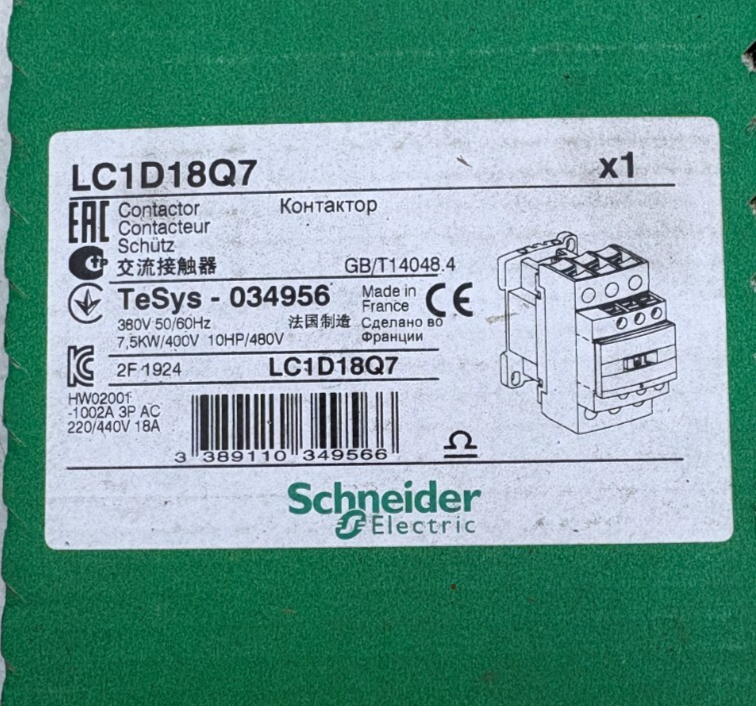 LC1D18Q7 x1
EAC Contactor Контактор
Contacteur
Schütz
交流接触器 GB/T14048.4
TeSys - 034956 Made in France CE
380V 50/60Hz 法国制造 Сделано во Франции
7,5KW/400V 10HP/480V
2F 1924 LC1D18Q7
HW02001
-1002A 3P AC
220/440V 18A
3 389110 349566
Schneider
Electric